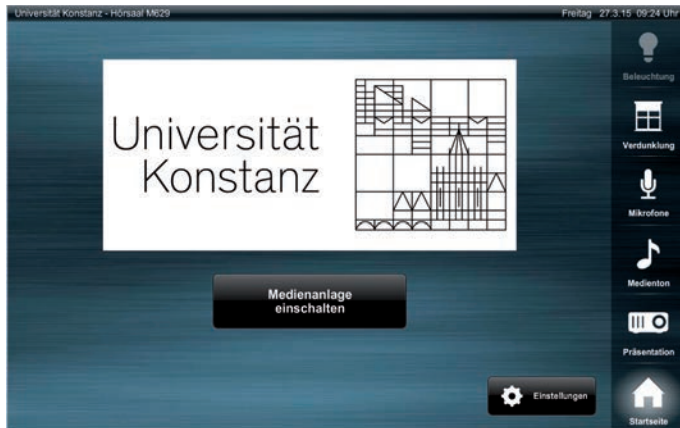 Universität Konstanz - Hörsaal M629
Freitag 27.3.15 09:24 Uhr
Beleuchtung
Universität
Konstanz
Verdunklung
Mikrofone
Medienton
Medienanlage
einschalten
Präsentation
Einstellungen
Startseite